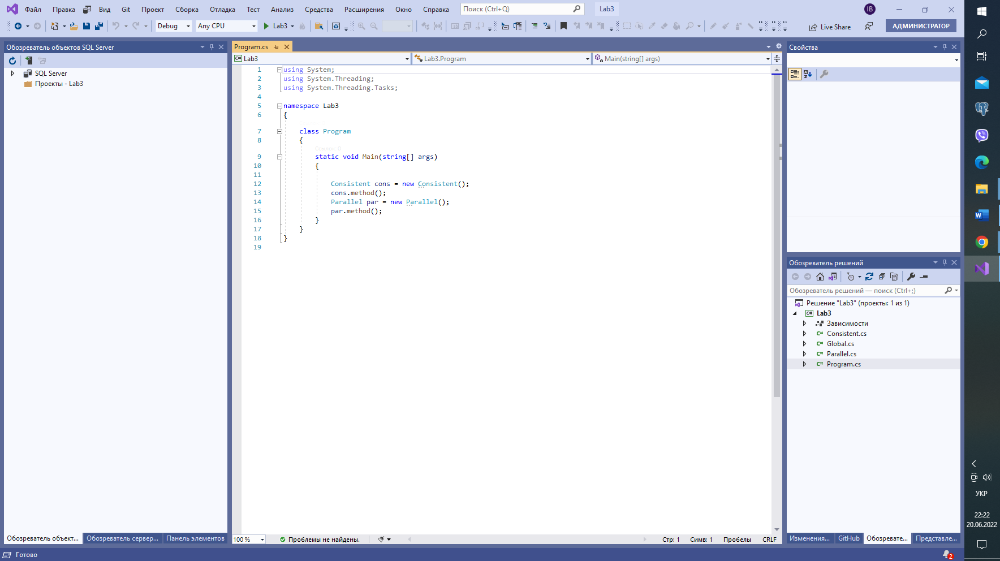 Файл Правка Вид Git Проект Сборка Отладка Тест Анализ Средства Расширения Окно Справка Поиск (Ctrl+Q) Lab3 IB
Debug Any CPU Lab3 Live Share АДМИНИСТРАТОР
Обозреватель объектов SQL Server
SQL Server
Проекты - Lab3
Program.cs
Lab3 Lab3.Program Main(string[] args)
1 using System;
2 using System.Threading;
3 using System.Threading.Tasks;
4
5 namespace Lab3
6 {
7 class Program
8 {
Ссылок: 0
9 static void Main(string[] args)
10 {
11
12 Consistent cons = new Consistent();
13 cons.method();
14 Parallel par = new Parallel();
15 par.method();
16 }
17 }
18 }
19
100 % Проблемы не найдены. Стр: 1 Симв: 1 Пробелы CRLF
Свойства
Обозреватель решений
Обозреватель решений — поиск (Ctrl+;)
Решение "Lab3" (проекты: 1 из 1)
C# Lab3
Зависимости
C# Consistent.cs
C# Global.cs
C# Parallel.cs
C# Program.cs
Обозреватель объект... Обозреватель сервер... Панель элементов
Изменения... GitHub Обозревате... Представле...
Готово
2
УКР
22:22
20.06.2022